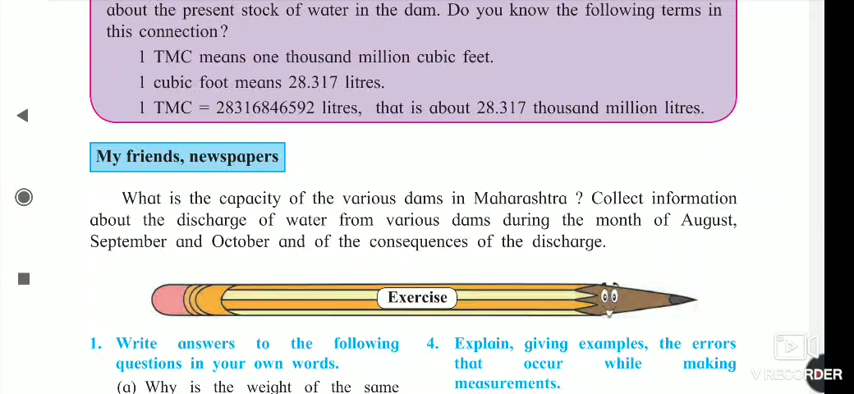 about the present stock of water in the dam. Do you know the following terms in
this connection?
1 TMC means one thousand million cubic feet.
1 cubic foot means 28.317 litres.
1 TMC = 28316846592 litres, that is about 28.317 thousand million litres.
My friends, newspapers
What is the capacity of the various dams in Maharashtra ? Collect information
about the discharge of water from various dams during the month of August,
September and October and of the consequences of the discharge.
Exercise
1. Write answers to the following
questions in your own words.
(a) Why is the weight of the same
4. Explain, giving examples, the errors
that occur while making
measurements.
V RECORDER